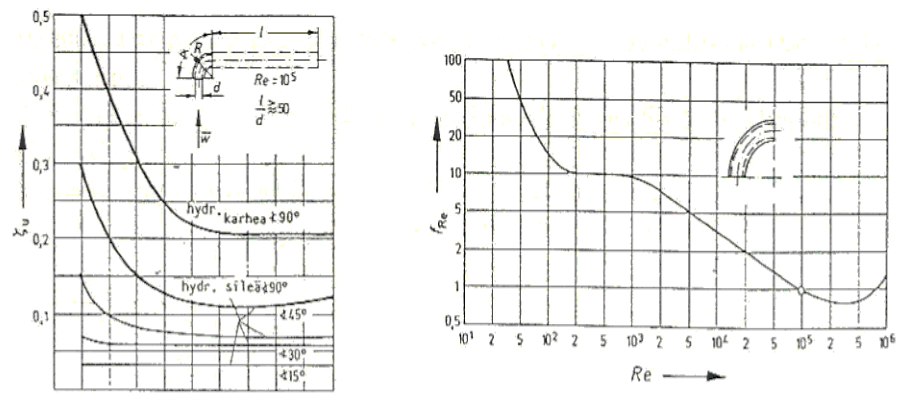 0,5
0,4
0,3
0,2
0,1
ζu
R
l
d
Re = 10⁵
l/d ≳ 50
w̅
hydr.
karhea ∢90°
hydr. sileä ∢90°
∢45°
∢30°
∢15°
100
50
20
10
5
2
1
0,5
fRe
10¹ 2 5 10² 2 5 10³ 2 5 10⁴ 2 5 10⁵ 2 5 10⁶
Re